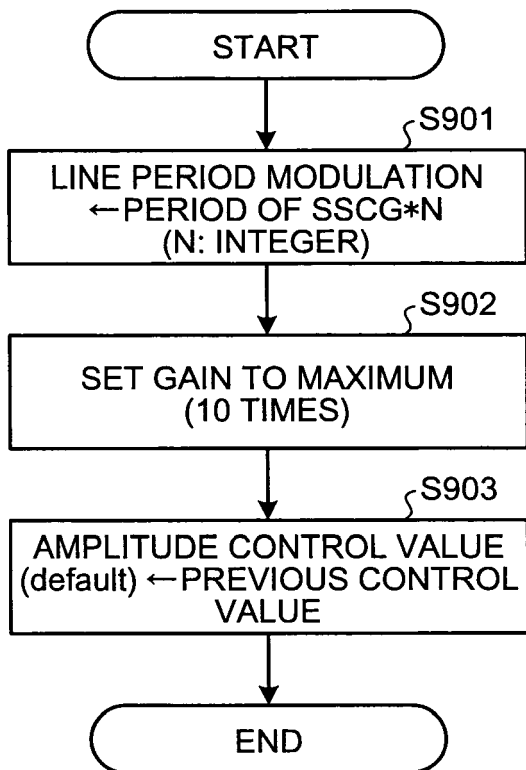 START
S901
LINE PERIOD MODULATION
←PERIOD OF SSCG*N
(N: INTEGER)
S902
SET GAIN TO MAXIMUM
(10 TIMES)
S903
AMPLITUDE CONTROL VALUE
(default) ←PREVIOUS CONTROL
VALUE
END